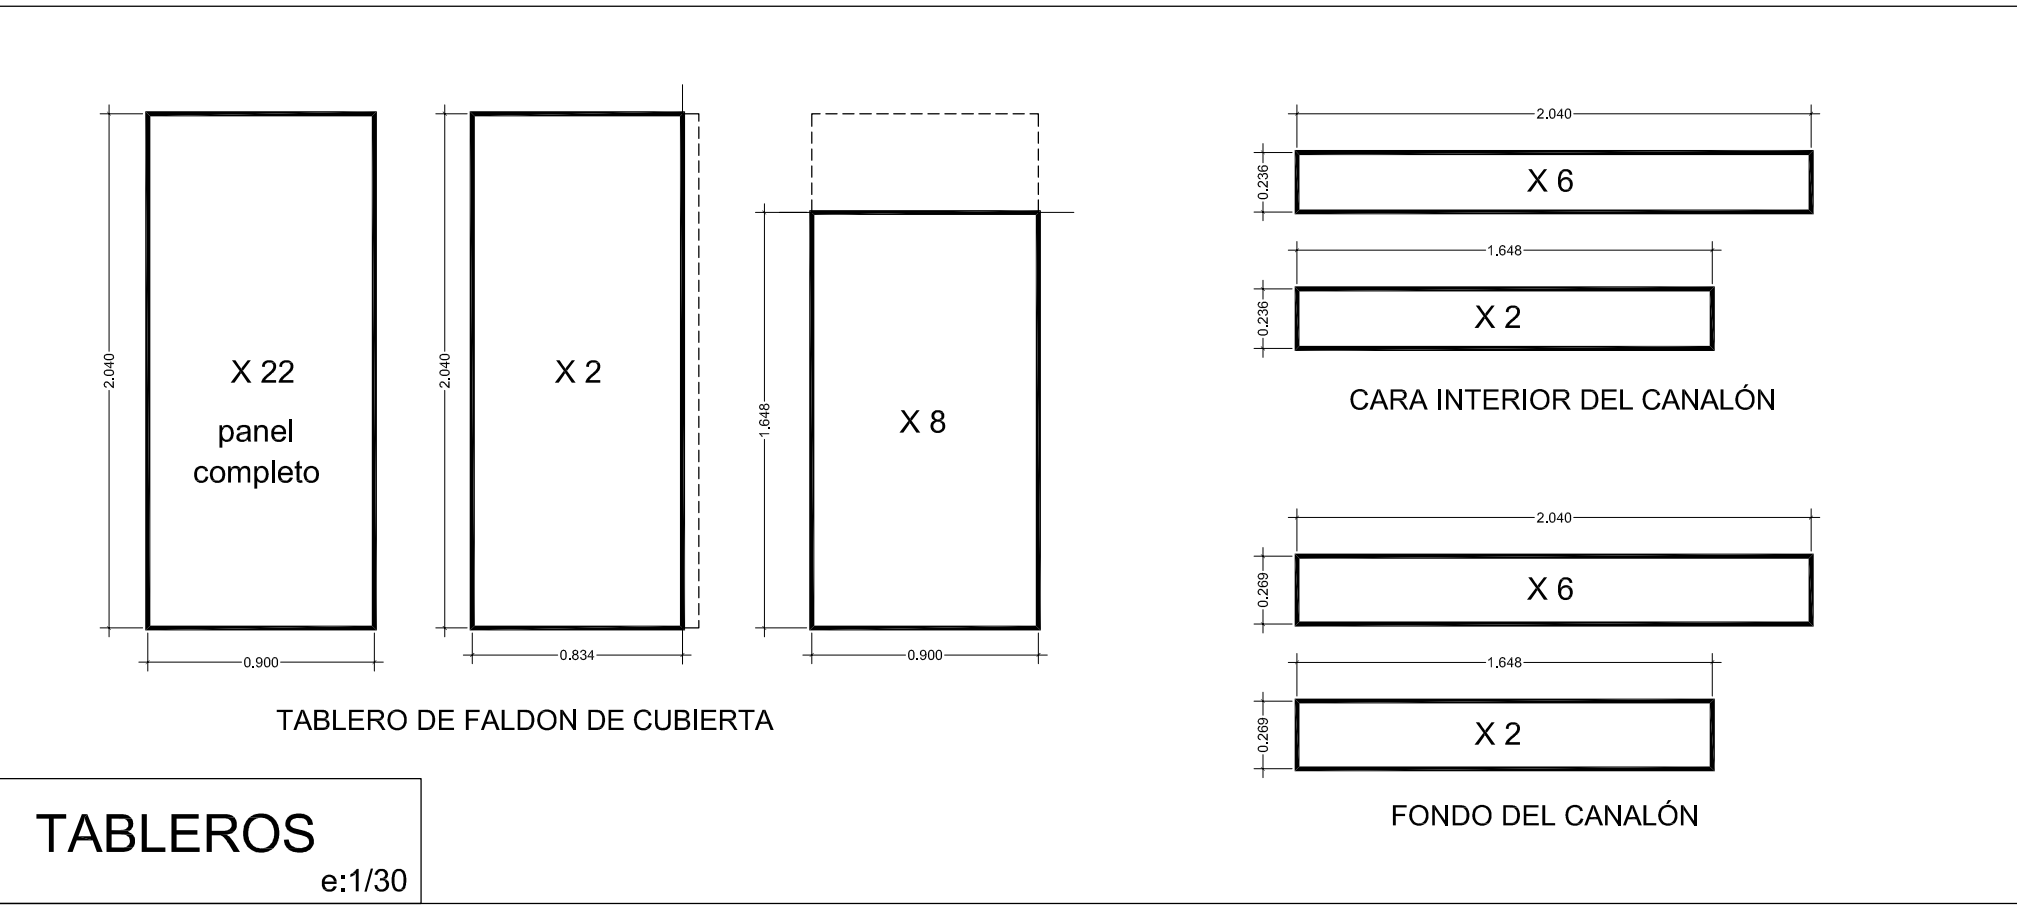 2.040
X 22
panel
completo
0.900
2.040
X 2
0.834
1.648
X 8
0.900
TABLERO DE FALDON DE CUBIERTA
2.040
0.236
X 6
1.648
0.236
X 2
CARA INTERIOR DEL CANALÓN
2.040
0.269
X 6
1.648
0.269
X 2
FONDO DEL CANALÓN
TABLEROS
e:1/30